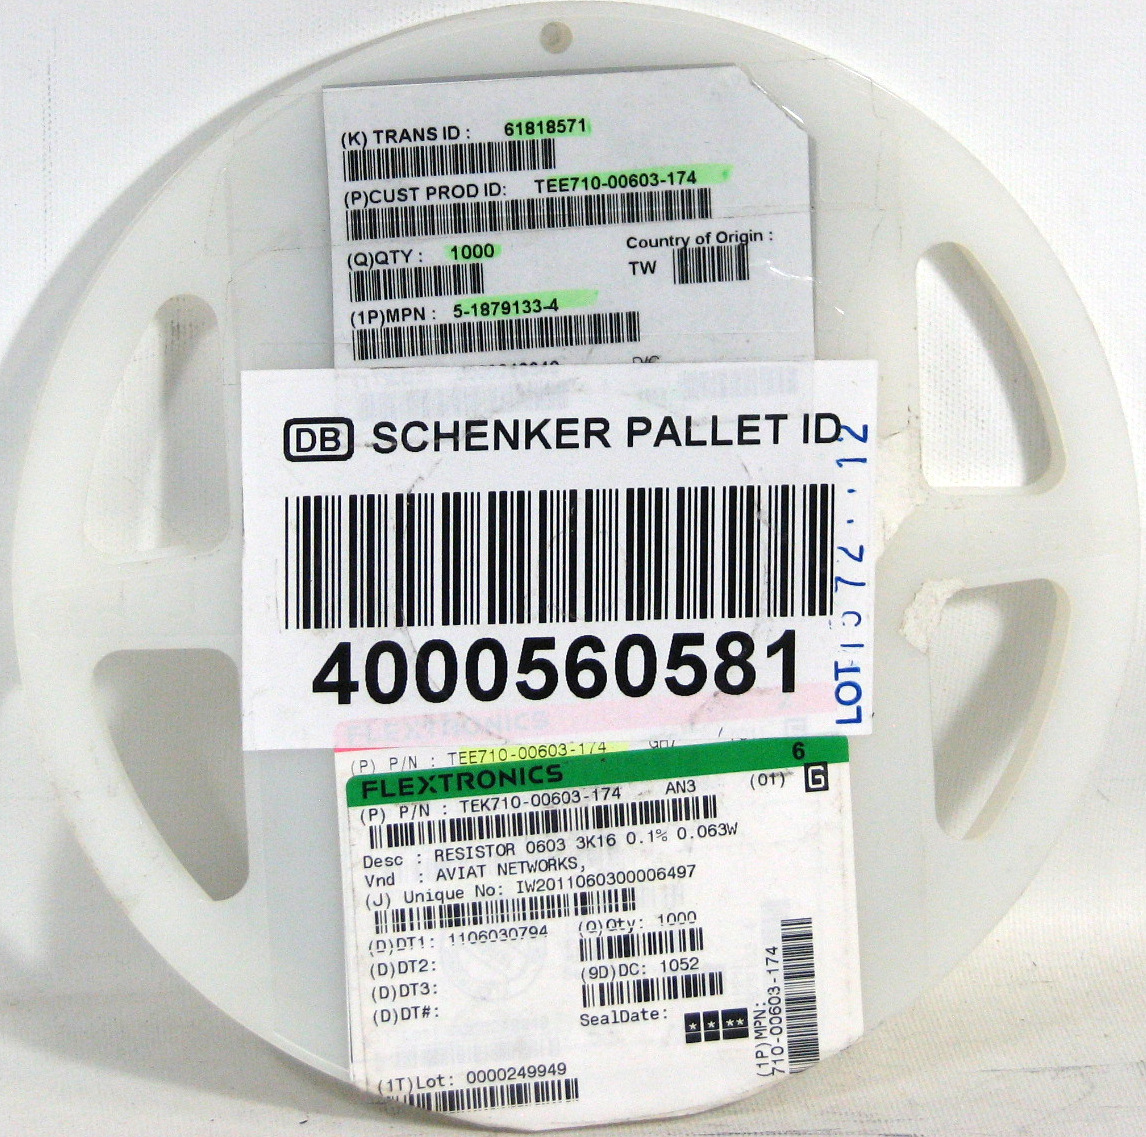 (K) TRANS ID : 61818571
(P)CUST PROD ID: TEE710-00603-174
(Q)QTY : 1000
Country of Origin :
TW
(1P)MPN : 5-1879133-4
DB SCHENKER PALLET ID
4000560581
LOT
FLEXTRONICS
(P) P/N : TEE710-00603-174
6
FLEXTRONICS
(P) P/N : TEK710-00603-174 AN3 (01) G
Desc : RESISTOR 0603 3K16 0.1% 0.063W
Vnd : AVIAT NETWORKS,
(J) Unique No: IW2011060300006497
(D)DT1: 1106030794 (Q)Qty: 1000
(D)DT2: (9D)DC: 1052
(D)DT3:
(D)DT#: SealDate: * * **
(1P)MPN:
710-00603-174
(1T)Lot: 0000249949